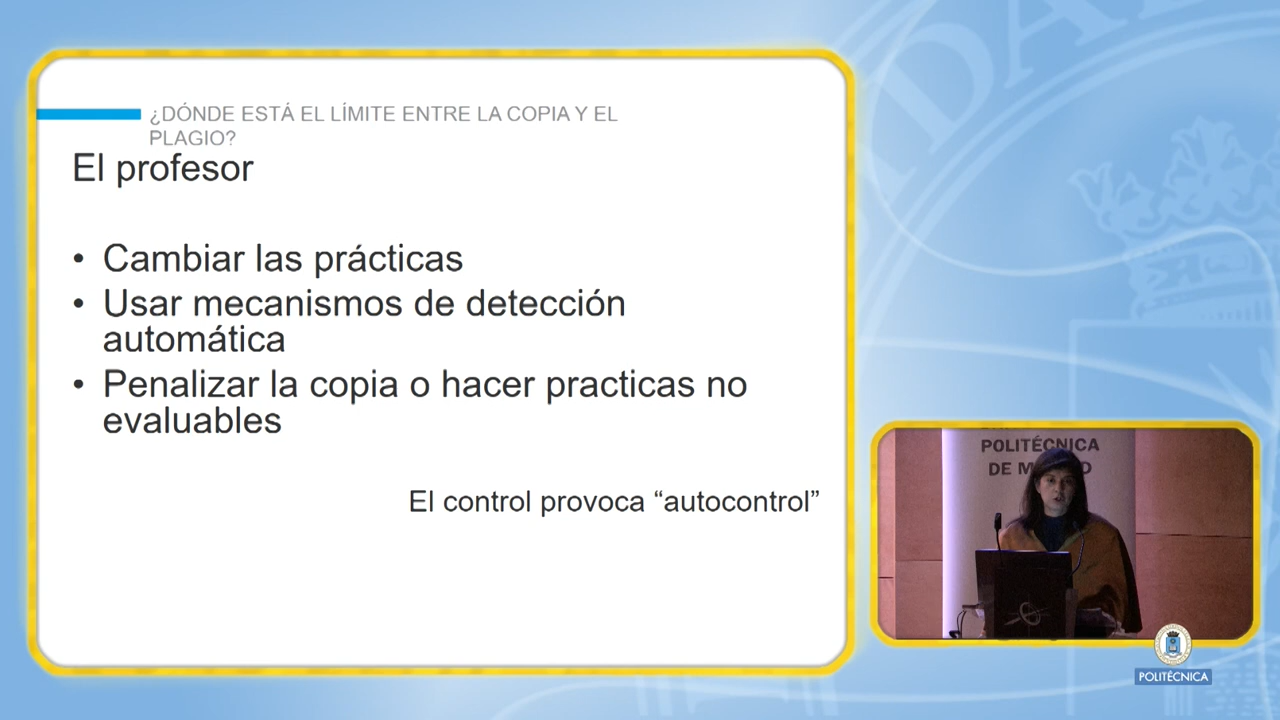 ¿DÓNDE ESTÁ EL LÍMITE ENTRE LA COPIA Y EL
PLAGIO?
El profesor
• Cambiar las prácticas
• Usar mecanismos de detección
automática
• Penalizar la copia o hacer practicas no
evaluables
El control provoca “autocontrol”
POLITÉCNICA
POLITÉCNICA